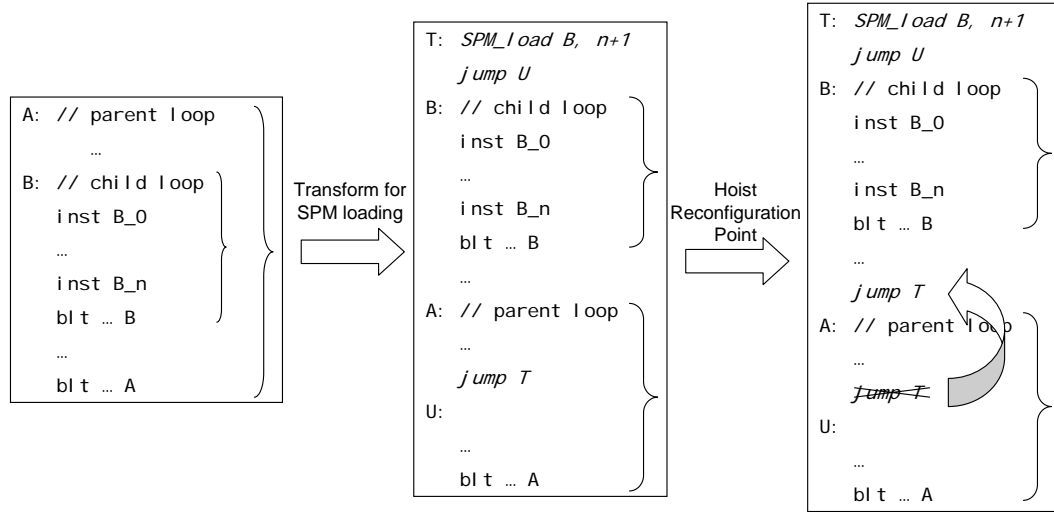 A: // parent loop
…
B: // child loop
inst B_0
…
inst B_n
blt … B
…
blt … A
Transform for
SPM loading
T: SPM_load B, n+1
jump U
B: // child loop
inst B_0
…
inst B_n
blt … B
…
A: // parent loop
…
jump T
U:
…
blt … A
Hoist
Reconfiguration
Point
T: SPM_load B, n+1
jump U
B: // child loop
inst B_0
…
inst B_n
blt … B
…
jump T
A: // parent loop
…
jump T
U:
…
blt … A